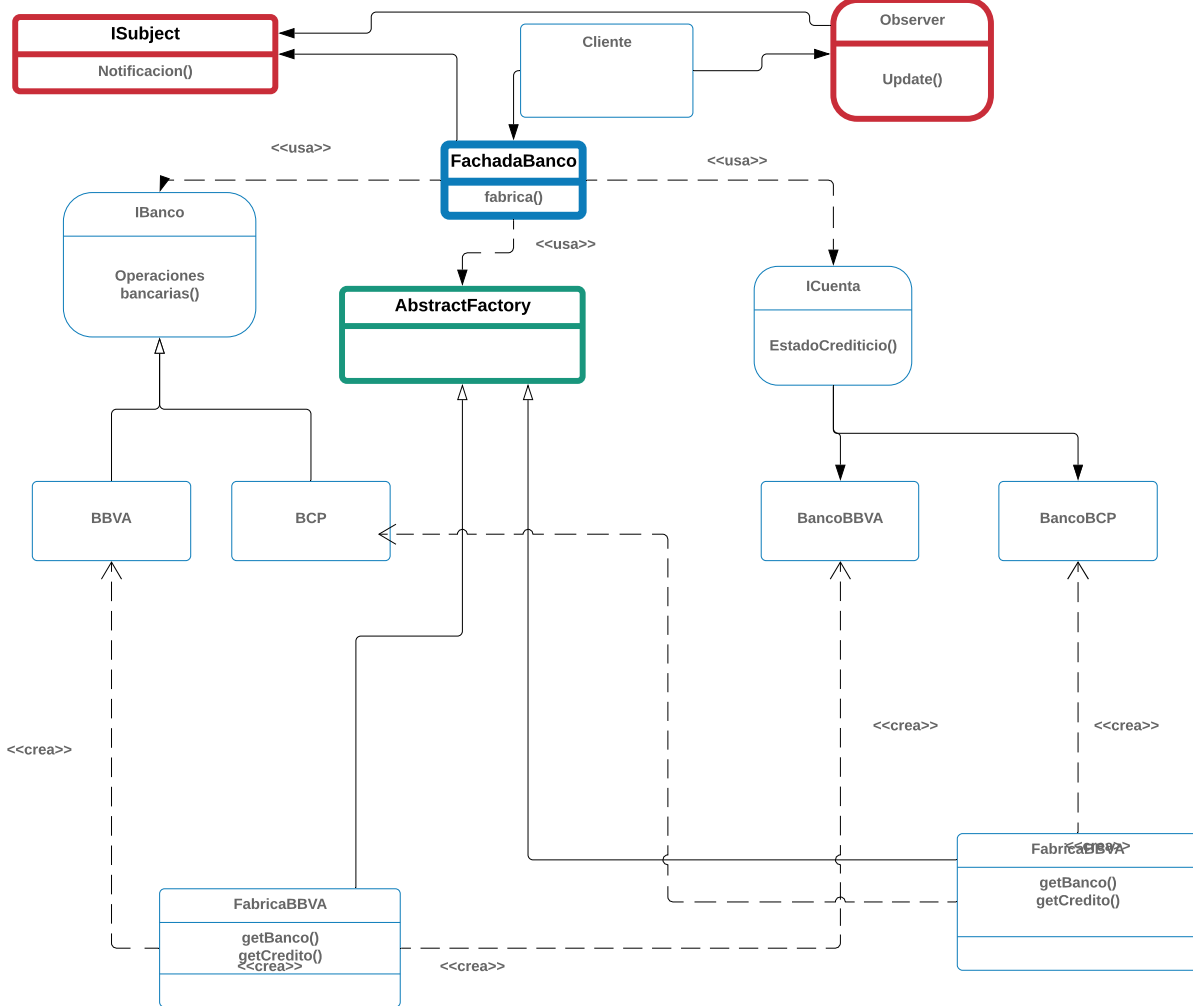 ISubject
Notificacion()
Cliente
Observer
Update()
<<usa>>
FachadaBanco
fabrica()
<<usa>>
IBanco
Operaciones
bancarias()
<<usa>>
AbstractFactory
ICuenta
EstadoCrediticio()
BBVA
BCP
BancoBBVA
BancoBCP
<<crea>>
<<crea>>
<<crea>>
FabricaBBVA
<<crea>>
getBanco()
getCredito()
FabricaBBVA
getBanco()
getCredito()
<<crea>>
<<crea>>